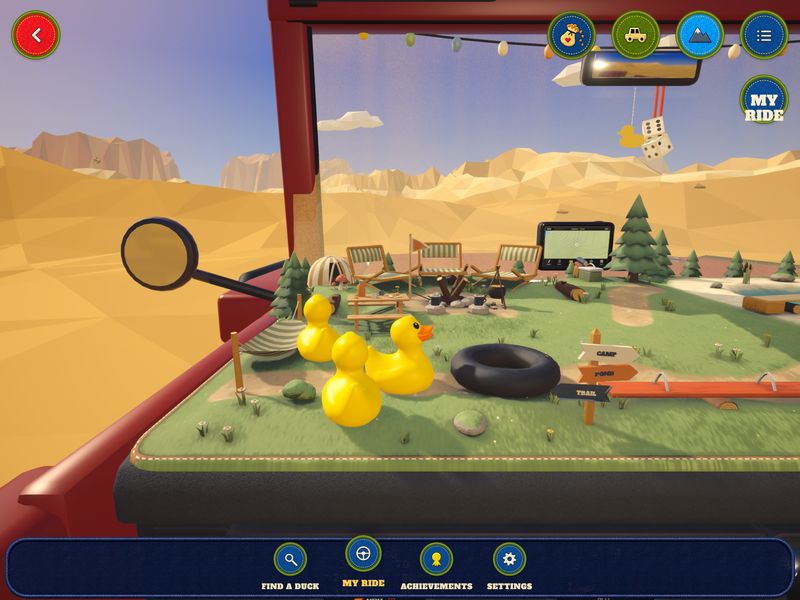 MY
RIDE
CAMP
POND
TRAIL
FIND A DUCK
MY RIDE
ACHIEVEMENTS
SETTINGS